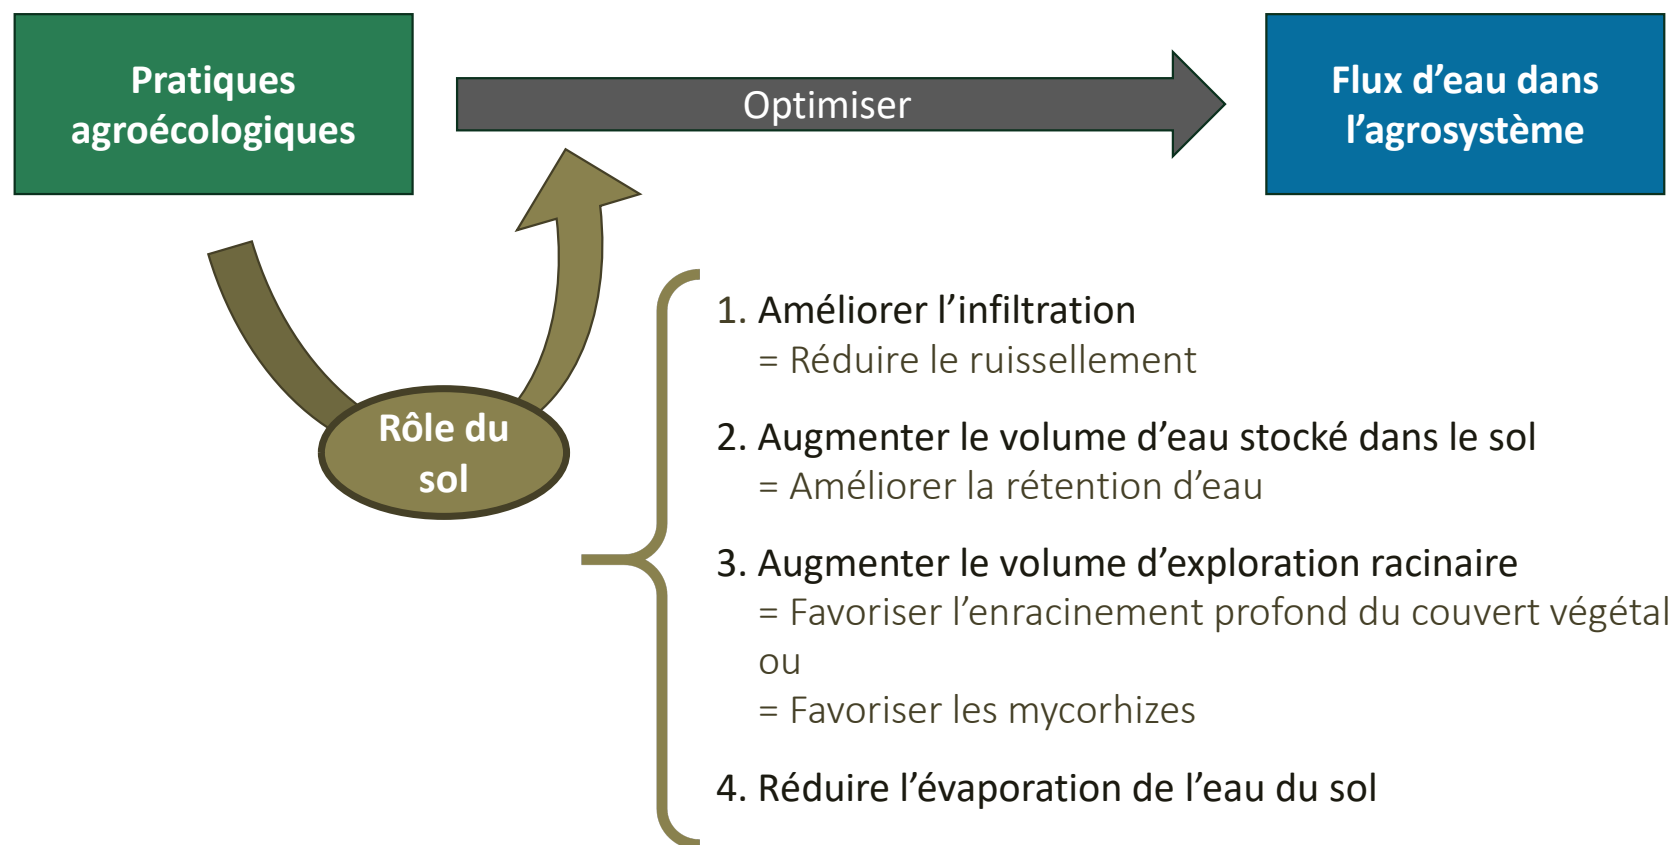 Pratiques
agroécologiques
Optimiser
Flux d’eau dans
l’agrosystème
Rôle du
sol
1. Améliorer l’infiltration
= Réduire le ruissellement
2. Augmenter le volume d’eau stocké dans le sol
= Améliorer la rétention d’eau
3. Augmenter le volume d’exploration racinaire
= Favoriser l’enracinement profond du couvert végétal
ou
= Favoriser les mycorhizes
4. Réduire l’évaporation de l’eau du sol